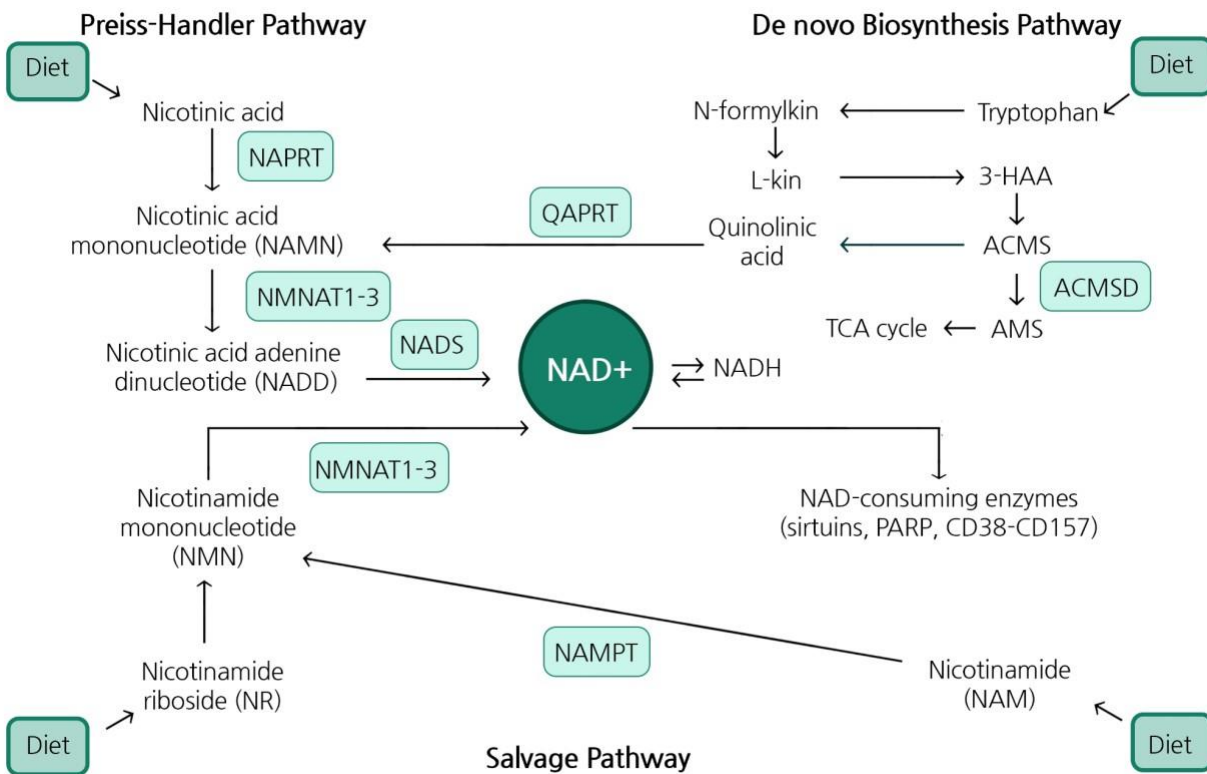 Preiss-Handler Pathway
De novo Biosynthesis Pathway
Diet
Diet
Nicotinic acid
N-formylkin
Tryptophan
NAPRT
L-kin
3-HAA
Nicotinic acid
mononucleotide (NAMN)
QAPRT
Quinolinic
acid
ACMS
NMNAT1-3
ACMSD
Nicotinic acid adenine
dinucleotide (NADD)
NADS
NAD+
NADH
TCA cycle
AMS
NMNAT1-3
Nicotinamide
mononucleotide
(NMN)
NAD-consuming enzymes
(sirtuins, PARP, CD38-CD157)
NAMPT
Nicotinamide
riboside (NR)
Nicotinamide
(NAM)
Diet
Diet
Salvage Pathway